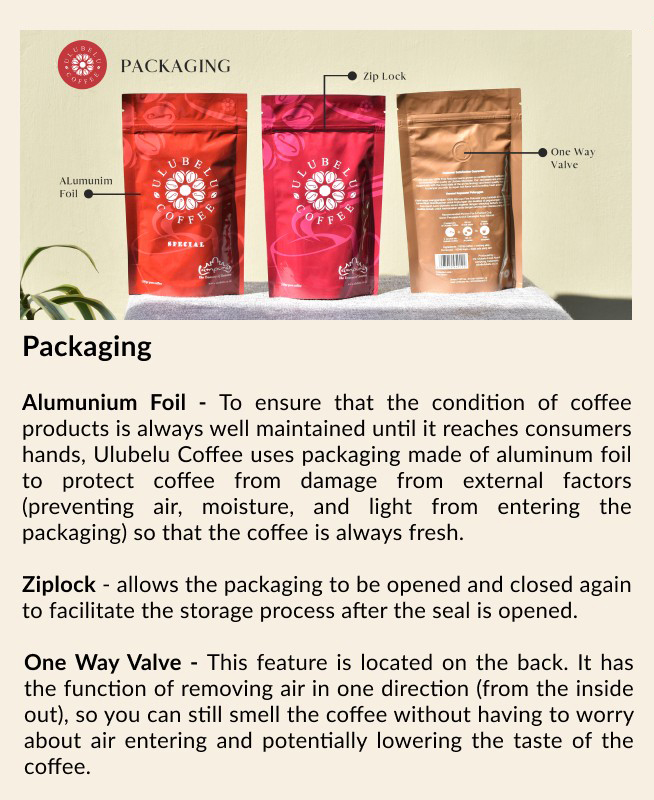 ULUBELU
COFFEE
PACKAGING
Zip Lock
One Way
Valve
ALumunim
Foil
ULUBELU
COFFEE
SPECIAL
ULUBELU
COFFEE
Packaging
Alumunium Foil - To ensure that the condition of coffee
products is always well maintained until it reaches consumers
hands, Ulubelu Coffee uses packaging made of aluminum foil
to protect coffee from damage from external factors
(preventing air, moisture, and light from entering the
packaging) so that the coffee is always fresh.
Ziplock - allows the packaging to be opened and closed again
to facilitate the storage process after the seal is opened.
One Way Valve - This feature is located on the back. It has
the function of removing air in one direction (from the inside
out), so you can still smell the coffee without having to worry
about air entering and potentially lowering the taste of the
coffee.